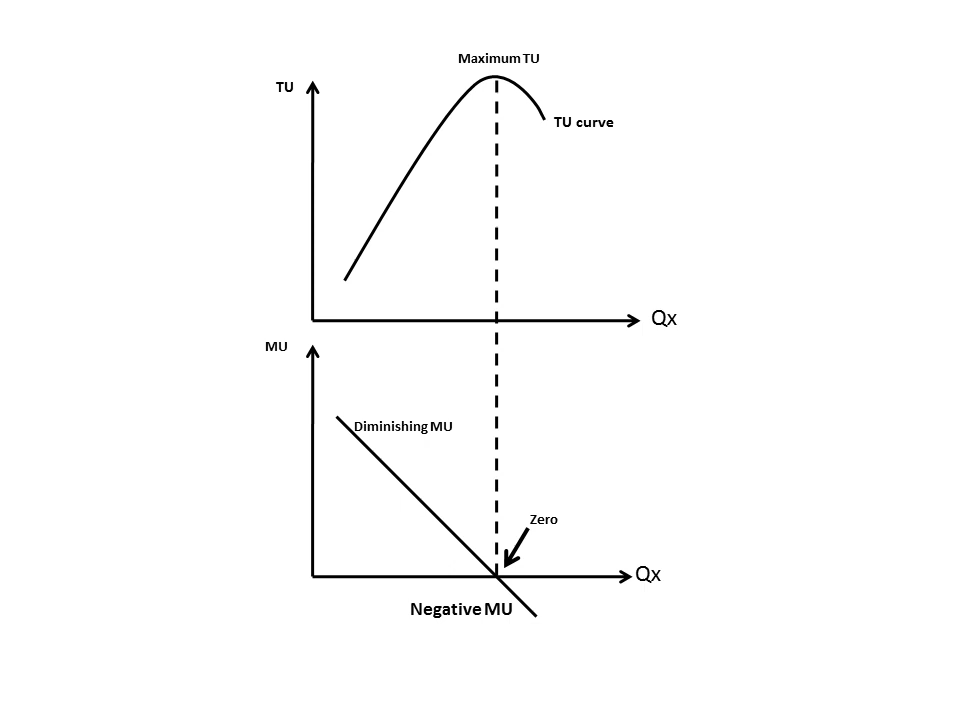 Maximum TU
TU
TU curve
Qx
MU
Diminishing MU
Zero
Qx
Negative MU